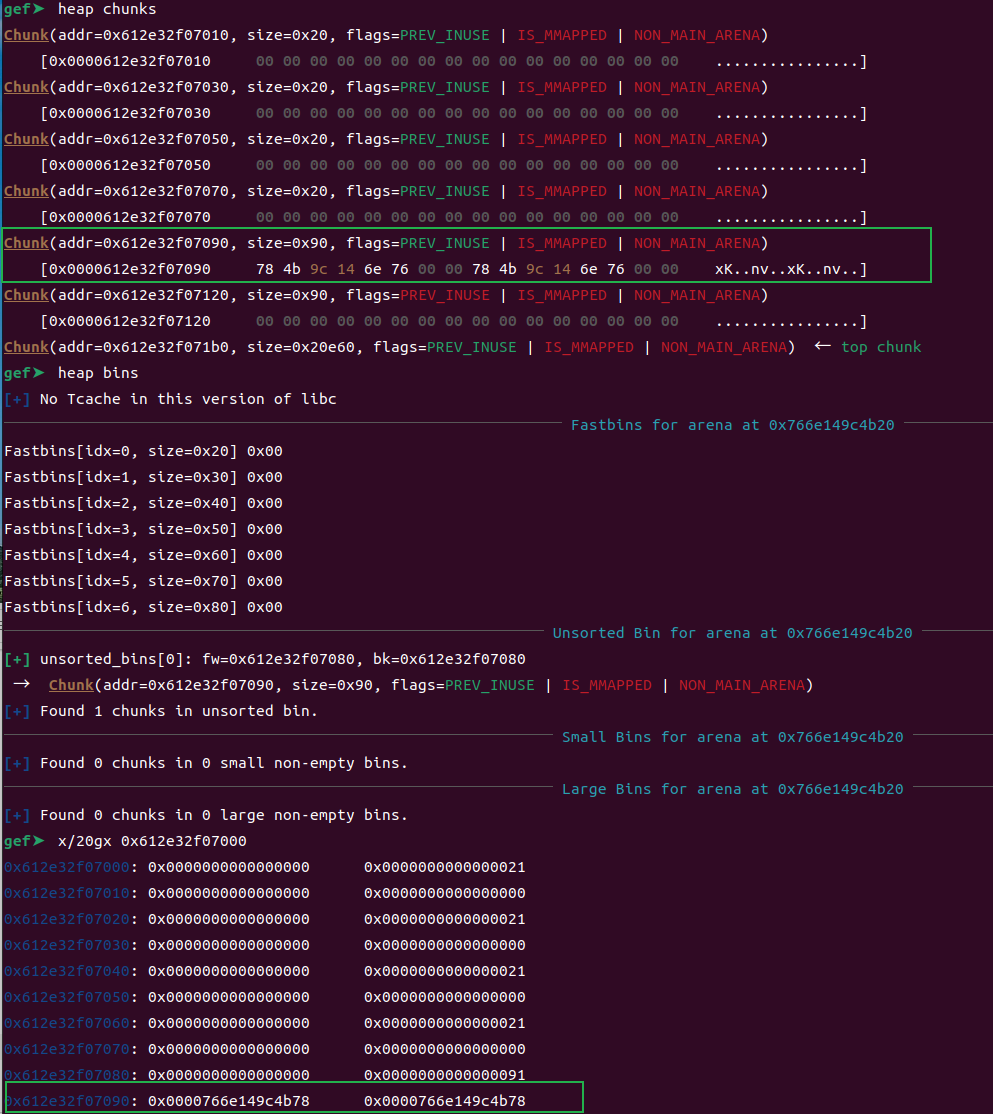 gef➤  heap chunks
Chunk(addr=0x612e32f07010, size=0x20, flags=PREV_INUSE | IS_MMAPPED | NON_MAIN_ARENA)
    [0x0000612e32f07010     00 00 00 00 00 00 00 00 00 00 00 00 00 00 00 00    ................]
Chunk(addr=0x612e32f07030, size=0x20, flags=PREV_INUSE | IS_MMAPPED | NON_MAIN_ARENA)
    [0x0000612e32f07030     00 00 00 00 00 00 00 00 00 00 00 00 00 00 00 00    ................]
Chunk(addr=0x612e32f07050, size=0x20, flags=PREV_INUSE | IS_MMAPPED | NON_MAIN_ARENA)
    [0x0000612e32f07050     00 00 00 00 00 00 00 00 00 00 00 00 00 00 00 00    ................]
Chunk(addr=0x612e32f07070, size=0x20, flags=PREV_INUSE | IS_MMAPPED | NON_MAIN_ARENA)
    [0x0000612e32f07070     00 00 00 00 00 00 00 00 00 00 00 00 00 00 00 00    ................]
Chunk(addr=0x612e32f07090, size=0x90, flags=PREV_INUSE | IS_MMAPPED | NON_MAIN_ARENA)
    [0x0000612e32f07090     78 4b 9c 14 6e 76 00 00 78 4b 9c 14 6e 76 00 00    xK..nv..xK..nv..]
Chunk(addr=0x612e32f07120, size=0x90, flags=PREV_INUSE | IS_MMAPPED | NON_MAIN_ARENA)
    [0x0000612e32f07120     00 00 00 00 00 00 00 00 00 00 00 00 00 00 00 00    ................]
Chunk(addr=0x612e32f071b0, size=0x20e60, flags=PREV_INUSE | IS_MMAPPED | NON_MAIN_ARENA)  ← top chunk
gef➤  heap bins
[+] No Tcache in this version of libc
Fastbins for arena at 0x766e149c4b20
Fastbins[idx=0, size=0x20] 0x00
Fastbins[idx=1, size=0x30] 0x00
Fastbins[idx=2, size=0x40] 0x00
Fastbins[idx=3, size=0x50] 0x00
Fastbins[idx=4, size=0x60] 0x00
Fastbins[idx=5, size=0x70] 0x00
Fastbins[idx=6, size=0x80] 0x00
Unsorted Bin for arena at 0x766e149c4b20
[+] unsorted_bins[0]: fw=0x612e32f07080, bk=0x612e32f07080
 →  Chunk(addr=0x612e32f07090, size=0x90, flags=PREV_INUSE | IS_MMAPPED | NON_MAIN_ARENA)
[+] Found 1 chunks in unsorted bin.
Small Bins for arena at 0x766e149c4b20
[+] Found 0 chunks in 0 small non-empty bins.
Large Bins for arena at 0x766e149c4b20
[+] Found 0 chunks in 0 large non-empty bins.
gef➤  x/20gx 0x612e32f07000
0x612e32f07000: 0x0000000000000000      0x0000000000000021
0x612e32f07010: 0x0000000000000000      0x0000000000000000
0x612e32f07020: 0x0000000000000000      0x0000000000000021
0x612e32f07030: 0x0000000000000000      0x0000000000000000
0x612e32f07040: 0x0000000000000000      0x0000000000000021
0x612e32f07050: 0x0000000000000000      0x0000000000000000
0x612e32f07060: 0x0000000000000000      0x0000000000000021
0x612e32f07070: 0x0000000000000000      0x0000000000000000
0x612e32f07080: 0x0000000000000000      0x0000000000000091
0x612e32f07090: 0x0000766e149c4b78      0x0000766e149c4b78